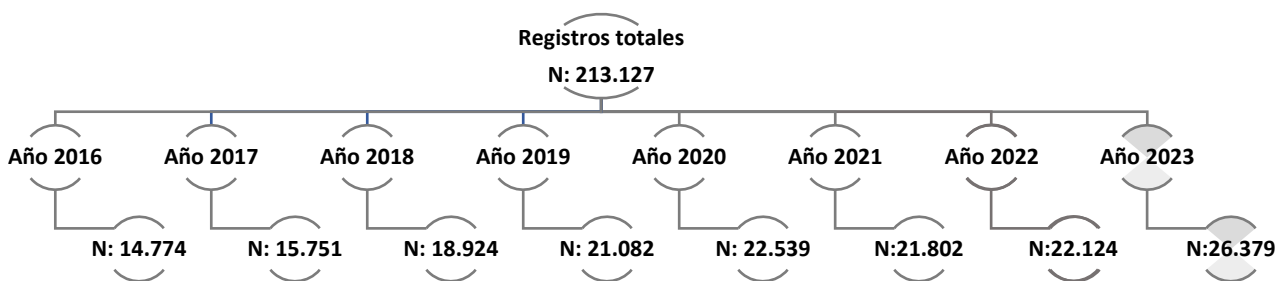 Registros totales
N: 213.127
Año 2016
Año 2017
Año 2018
Año 2019
Año 2020
Año 2021
Año 2022
Año 2023
N: 14.774
N: 15.751
N: 18.924
N: 21.082
N: 22.539
N:21.802
N:22.124
N:26.379